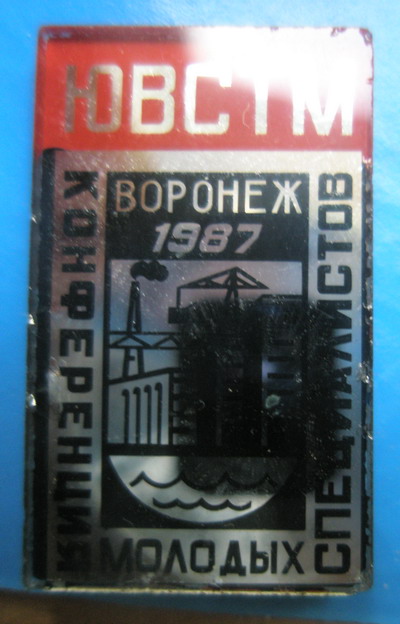 ЮВСТМ
ВОРОНЕЖ
1987
КОНФЕРЕНЦИЯ
МОЛОДЫХ
СПЕЦИАЛИСТОВ